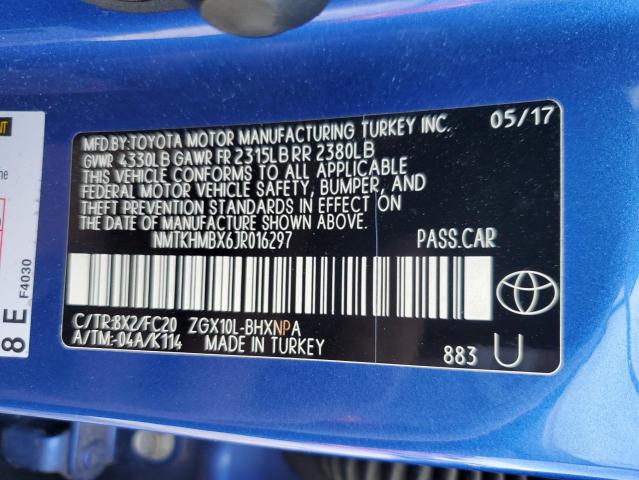 MFD.BY:TOYOTA MOTOR MANUFACTURING TURKEY INC. 05/17
GVWR 4330LB GAWR FR 2315LB RR 2380LB
THIS VEHICLE CONFORMS TO ALL APPLICABLE
FEDERAL MOTOR VEHICLE SAFETY, BUMPER, AND
THEFT PREVENTION STANDARDS IN EFFECT ON
THE DATE OF MANUFACTURE SHOWN ABOVE.
NMTKHMBX6JR016297 PASS.CAR
C/TR:8X2/FC20 ZGX10L-BHXNPA
A/TM:-04A/K114 MADE IN TURKEY
883 U
8 E
F4030